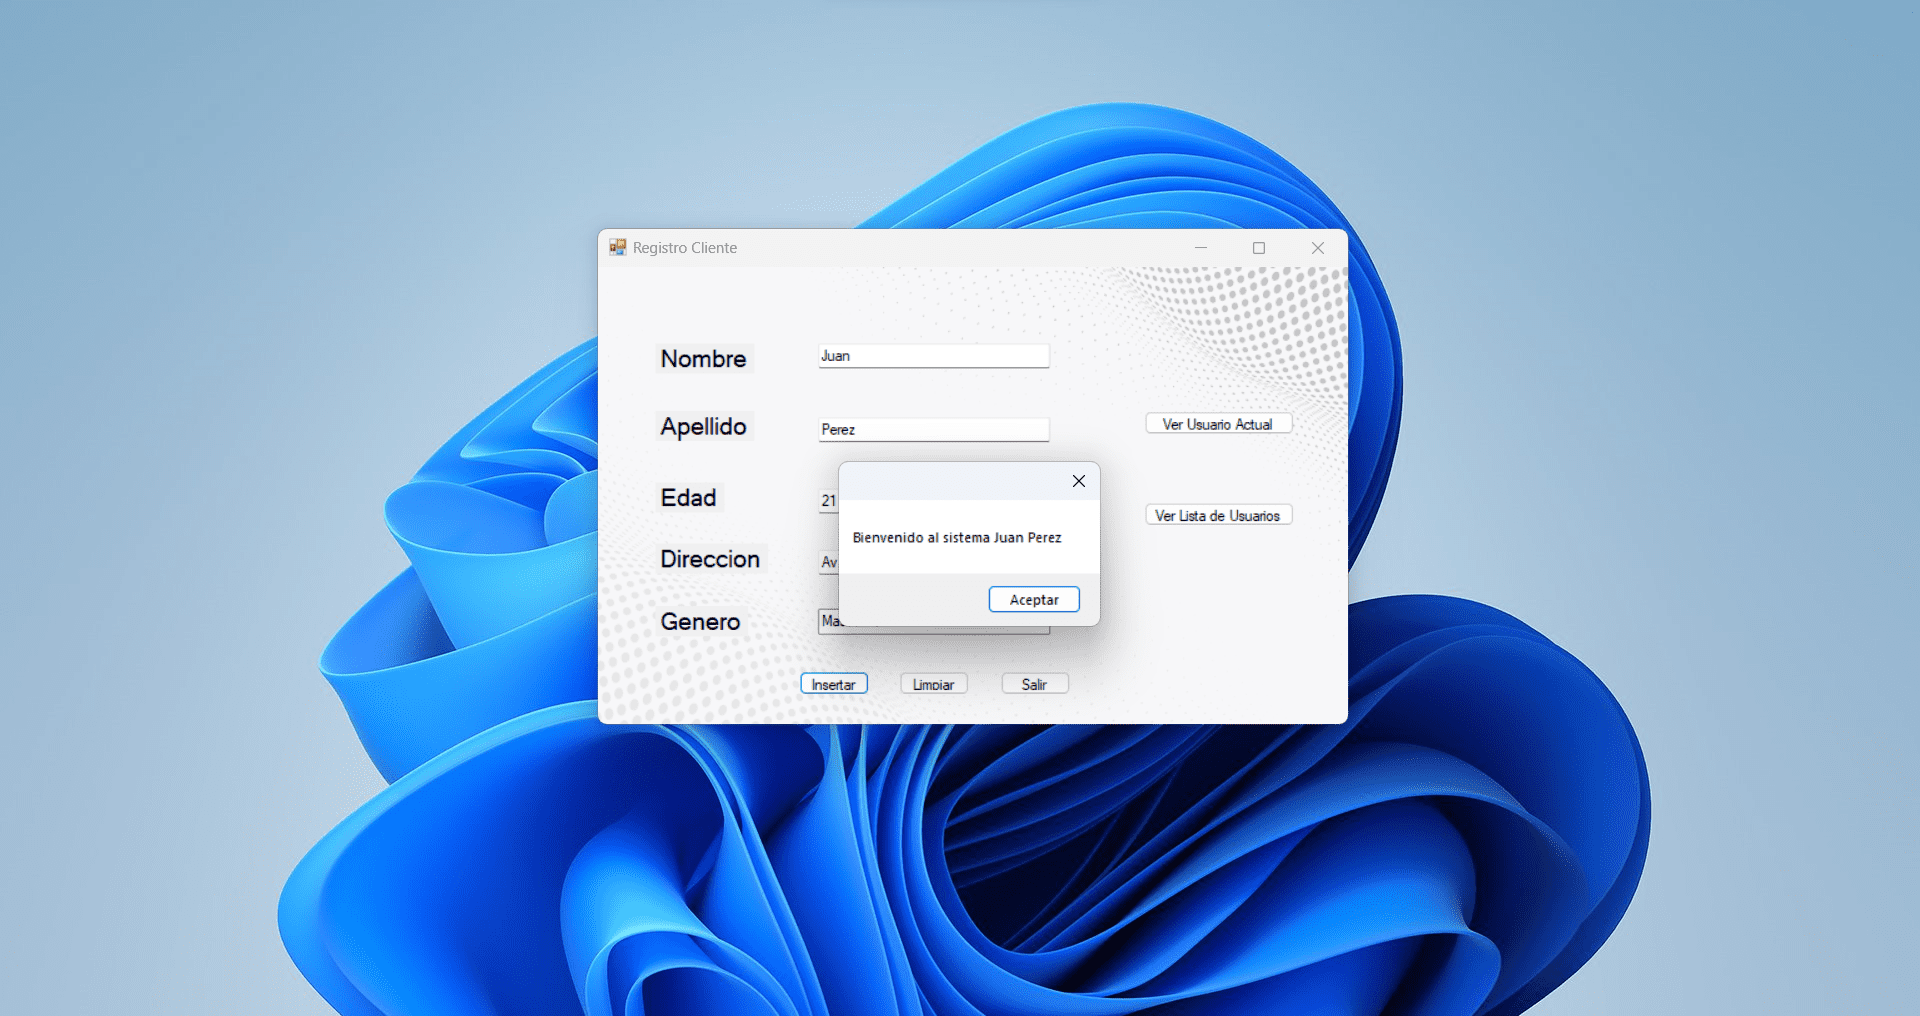 Registro Cliente
Nombre
Juan
Apellido
Perez
Ver Usuario Actual
Edad
21
Bienvenido al sistema Juan Perez
Ver Lista de Usuarios
Direccion
Av
Aceptar
Genero
Insertar
Limpiar
Salir